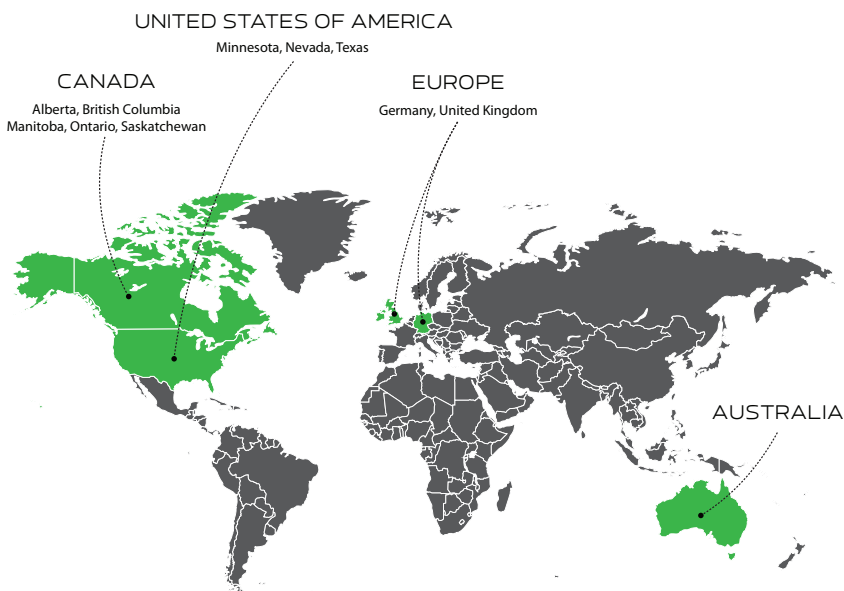 UNITED STATES OF AMERICA
Minnesota, Nevada, Texas
CANADA
Alberta, British Columbia
Manitoba, Ontario, Saskatchewan
EUROPE
Germany, United Kingdom
AUSTRALIA